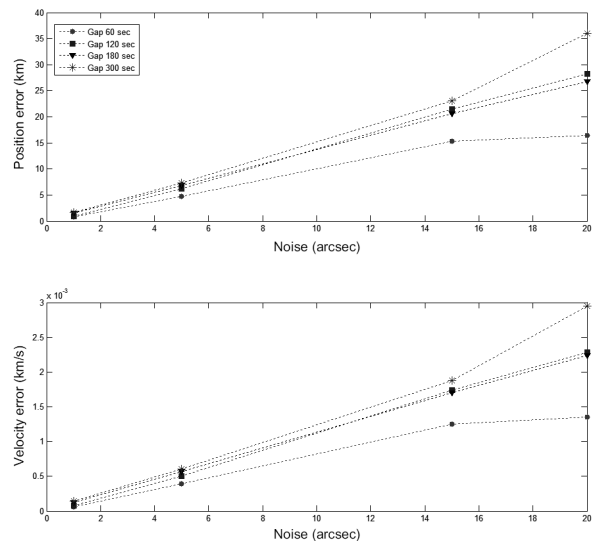 40
35
30
25
20
15
10
5
0
Position error (km)
Gap 60 sec
Gap 120 sec
Gap 180 sec
Gap 300 sec
0 2 4 6 8 10 12 14 16 18 20
Noise (arcsec)
x 10⁻³
3
2.5
2
1.5
1
0.5
0
Velocity error (km/s)
0 2 4 6 8 10 12 14 16 18 20
Noise (arcsec)